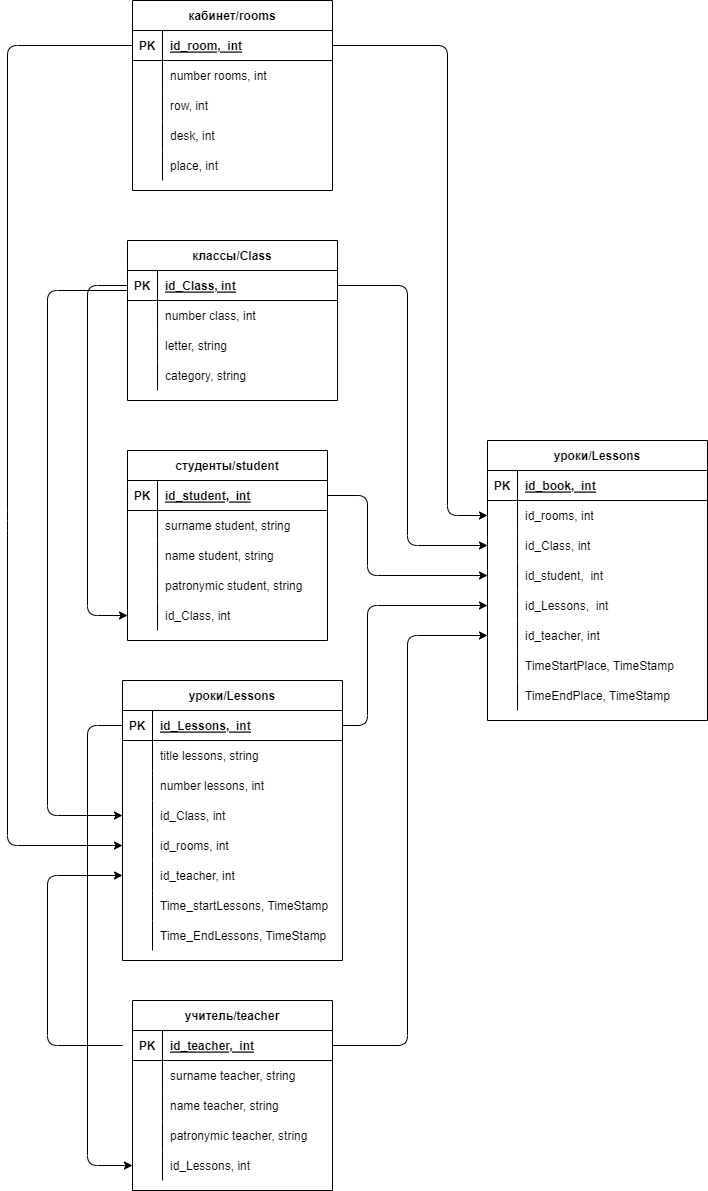 кабинет/rooms
PK id_room, int
number rooms, int
row, int
desk, int
place, int
классы/Class
PK id_Class, int
number class, int
letter, string
category, string
студенты/student
PK id_student, int
surname student, string
name student, string
patronymic student, string
id_Class, int
уроки/Lessons
PK id_book, int
id_rooms, int
id_Class, int
id_student, int
id_Lessons, int
id_teacher, int
TimeStartPlace, TimeStamp
TimeEndPlace, TimeStamp
уроки/Lessons
PK id_Lessons, int
title lessons, string
number lessons, int
id_Class, int
id_rooms, int
id_teacher, int
Time_startLessons, TimeStamp
Time_EndLessons, TimeStamp
учитель/teacher
PK id_teacher, int
surname teacher, string
name teacher, string
patronymic teacher, string
id_Lessons, int